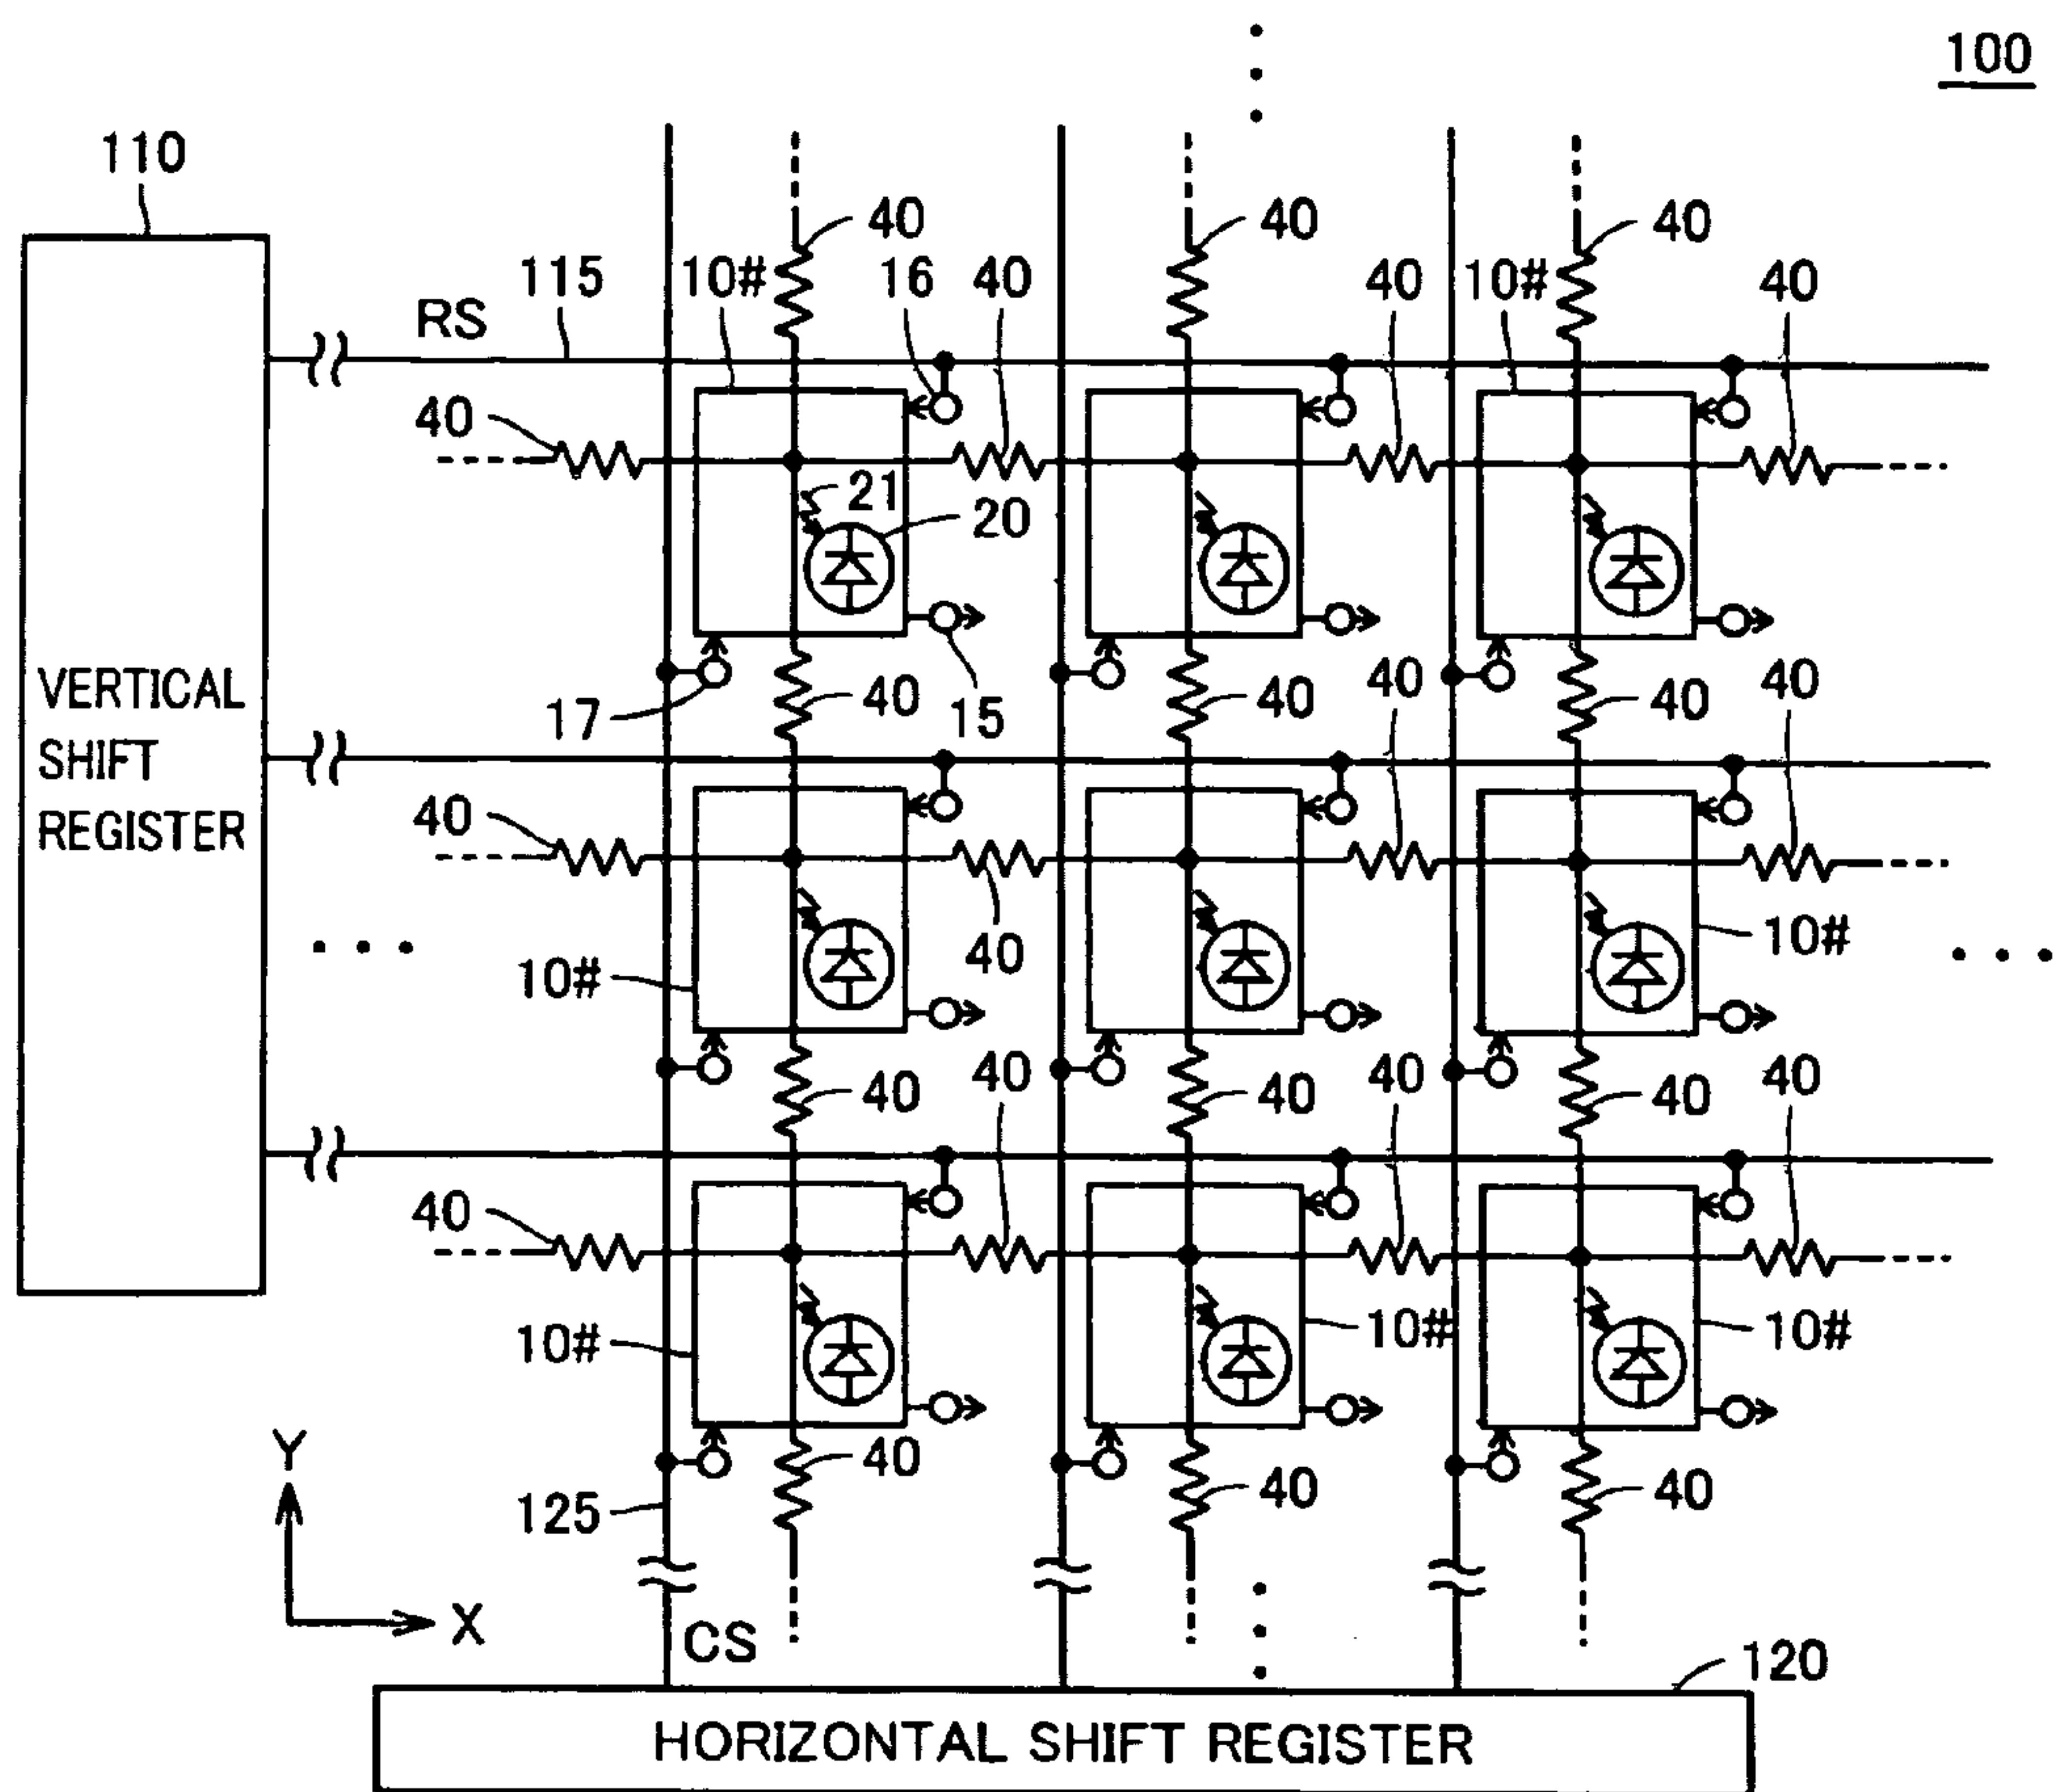 100
110
40 40 40
115 10# 16 40 40 10# 40
RS
40
21
20
VERTICAL
SHIFT
REGISTER
17 40 15 40 40 40 40
40
40
10#
10#
40 40 40 40 40 40
40
10# 10# 10#
Y
40 40 40
125
X
CS
120
HORIZONTAL SHIFT REGISTER